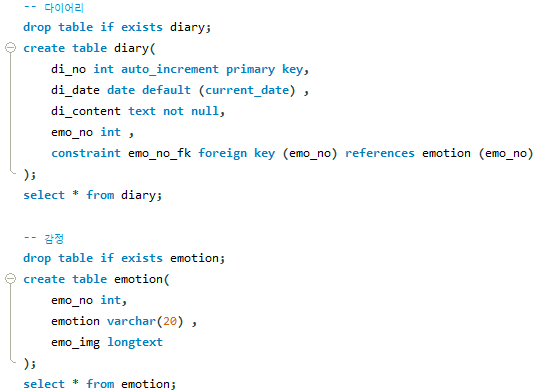 -- 다이어리
drop table if exists diary;
create table diary(
di_no int auto_increment primary key,
di_date date default (current_date) ,
di_content text not null,
emo_no int ,
constraint emo_no_fk foreign key (emo_no) references emotion (emo_no)
);
select * from diary;
-- 감정
drop table if exists emotion;
create table emotion(
emo_no int,
emotion varchar(20) ,
emo_img longtext
);
select * from emotion;